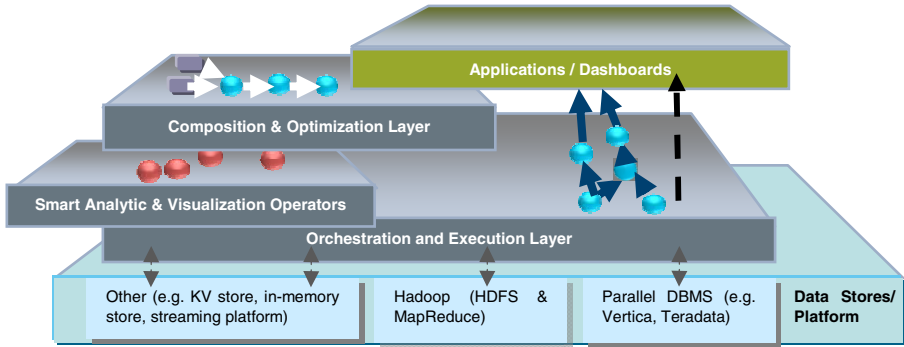 Applications / Dashboards
Composition & Optimization Layer
Smart Analytic & Visualization Operators
Orchestration and Execution Layer
Other (e.g. KV store, in-memory
store, streaming platform)
Hadoop (HDFS &
MapReduce)
Parallel DBMS (e.g.
Vertica, Teradata)
Data Stores/
Platform